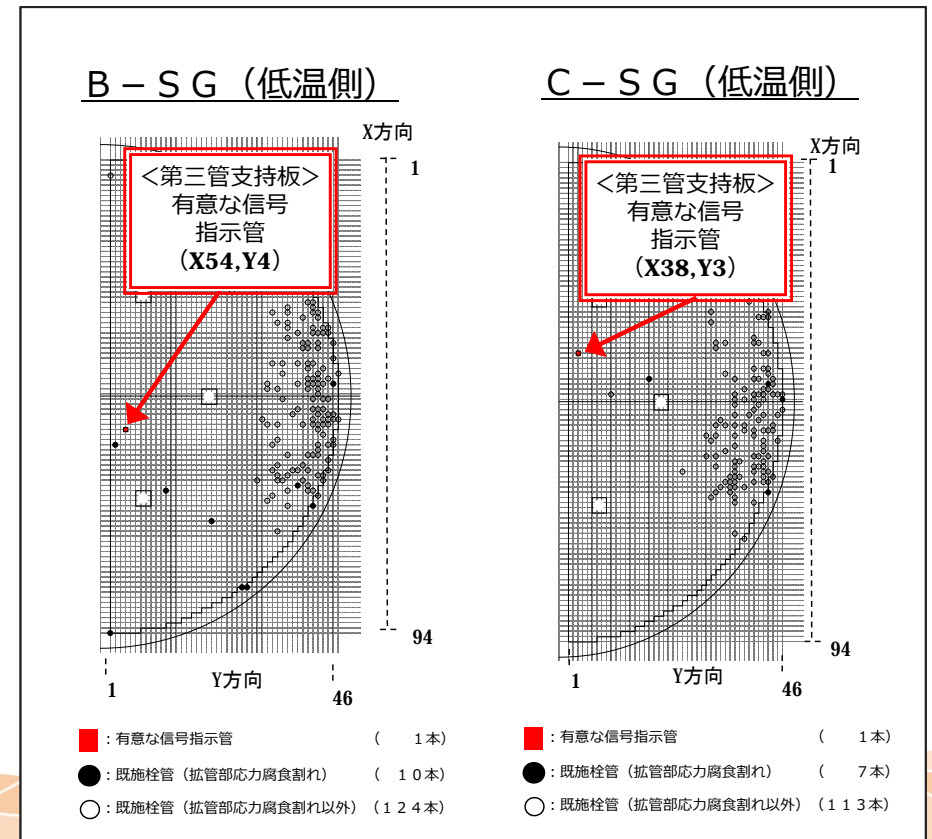 B－SG（低温側）
X方向
1
＜第三管支持板＞
有意な信号
指示管
（X54,Y4）
94
1
Y方向
46
■：有意な信号指示管 （ 1本）
●：既施栓管（拡管部応力腐食割れ） （ 10本）
○：既施栓管（拡管部応力腐食割れ以外）（124本）
C－SG（低温側）
X方向
1
＜第三管支持板＞
有意な信号
指示管
（X38,Y3）
94
1
Y方向
46
■：有意な信号指示管 （ 1本）
●：既施栓管（拡管部応力腐食割れ） （ 7本）
○：既施栓管（拡管部応力腐食割れ以外）（113本）